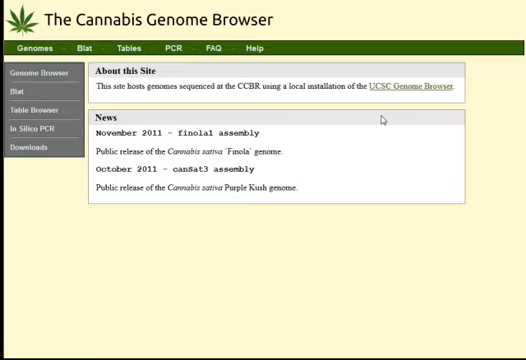 The Cannabis Genome Browser
Genomes - Blat - Tables - PCR - FAQ - Help
Genome Browser
Blat
Table Browser
In Silico PCR
Downloads
About this Site
This site hosts genomes sequenced at the CCBR using a local installation of the UCSC Genome Browser.
News
November 2011 - finola1 assembly
Public release of the Cannabis sativa `Finola` genome.
October 2011 - canSat3 assembly
Public release of the Cannabis sativa Purple Kush genome.